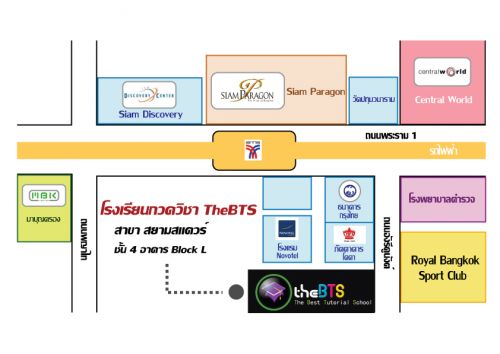 DISCOVERY CENTER
Siam Discovery
SIAM PARAGON
Siam Paragon
วัดปทุมวนาราม
central world
Central World
ถนนพระราม 1
รถไฟฟ้า
MBK
มาบุญครอง
ถนนพญาไท
โรงเรียนกวดวิชา TheBTS
สาขา สยามสแควร์
ชั้น 4 อาคาร Block L
ธนาคาร
กรุงไทย
NOVOTEL
โรงแรม
Novotel
ภัตตาคาร
โคคา
ถนนอังรีดูนังต์
โรงพยาบาลตำรวจ
Royal Bangkok
Sport Club
theBTS
The Best Tutorial School